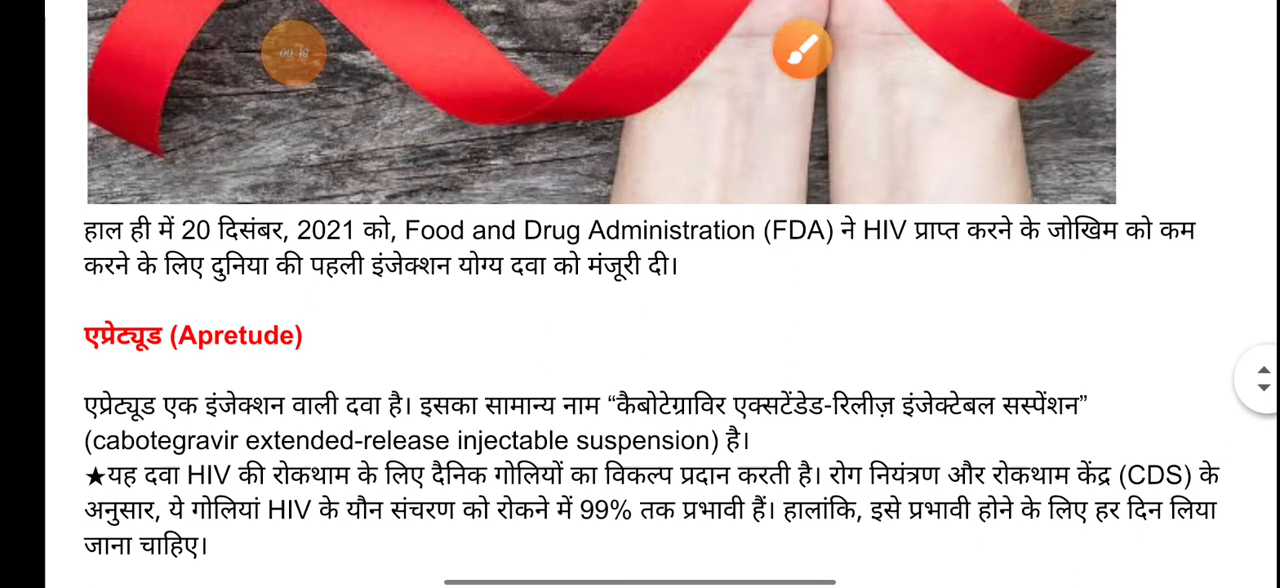 हाल ही में 20 दिसंबर, 2021 को, Food and Drug Administration (FDA) ने HIV प्राप्त करने के जोखिम को कम
करने के लिए दुनिया की पहली इंजेक्शन योग्य दवा को मंजूरी दी।
एप्रेट्यूड (Apretude)
एप्रेट्यूड एक इंजेक्शन वाली दवा है। इसका सामान्य नाम “कैबोटेग्राविर एक्सटेंडेड-रिलीज़ इंजेक्टेबल सस्पेंशन”
(cabotegravir extended-release injectable suspension) है।
★यह दवा HIV की रोकथाम के लिए दैनिक गोलियों का विकल्प प्रदान करती है। रोग नियंत्रण और रोकथाम केंद्र (CDS) के
अनुसार, ये गोलियां HIV के यौन संचरण को रोकने में 99% तक प्रभावी हैं। हालांकि, इसे प्रभावी होने के लिए हर दिन लिया
जाना चाहिए।